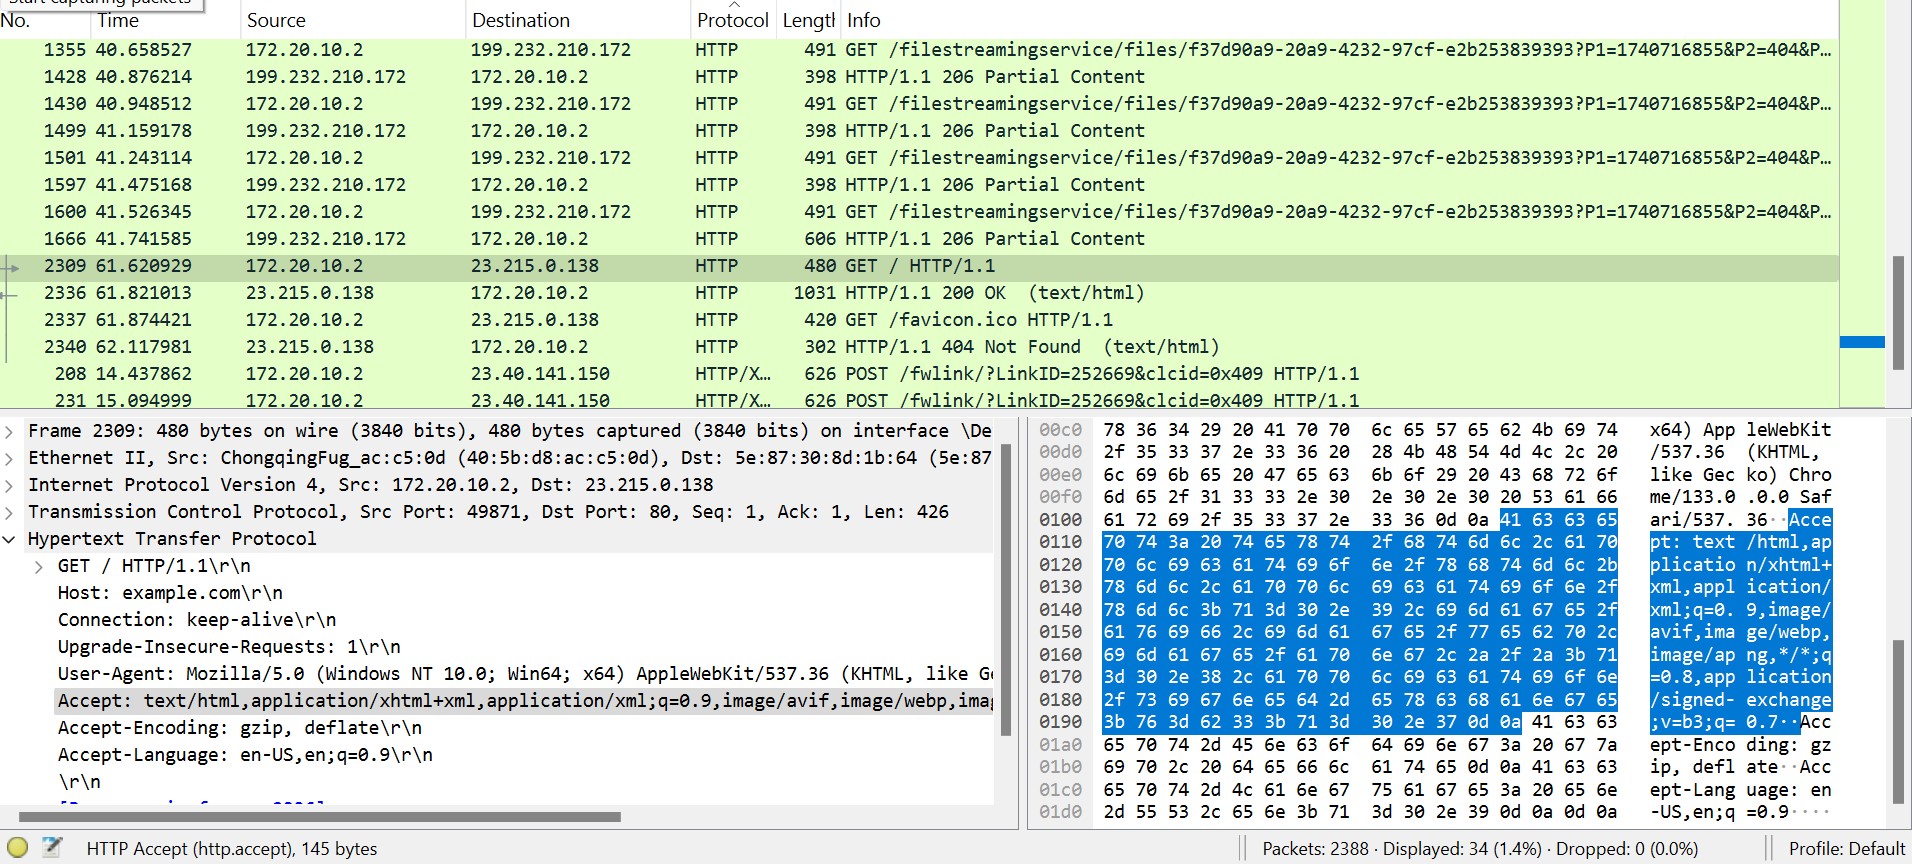 Start capturing packets
No. Time Source Destination Protocol Length Info
1355 40.658527 172.20.10.2 199.232.210.172 HTTP 491 GET /filestreamingservice/files/f37d90a9-20a9-4232-97cf-e2b253839393?P1=1740716855&P2=404&P…
1428 40.876214 199.232.210.172 172.20.10.2 HTTP 398 HTTP/1.1 206 Partial Content
1430 40.948512 172.20.10.2 199.232.210.172 HTTP 491 GET /filestreamingservice/files/f37d90a9-20a9-4232-97cf-e2b253839393?P1=1740716855&P2=404&P…
1499 41.159178 199.232.210.172 172.20.10.2 HTTP 398 HTTP/1.1 206 Partial Content
1501 41.243114 172.20.10.2 199.232.210.172 HTTP 491 GET /filestreamingservice/files/f37d90a9-20a9-4232-97cf-e2b253839393?P1=1740716855&P2=404&P…
1597 41.475168 199.232.210.172 172.20.10.2 HTTP 398 HTTP/1.1 206 Partial Content
1600 41.526345 172.20.10.2 199.232.210.172 HTTP 491 GET /filestreamingservice/files/f37d90a9-20a9-4232-97cf-e2b253839393?P1=1740716855&P2=404&P…
1666 41.741585 199.232.210.172 172.20.10.2 HTTP 606 HTTP/1.1 206 Partial Content
2309 61.620929 172.20.10.2 23.215.0.138 HTTP 480 GET / HTTP/1.1
2336 61.821013 23.215.0.138 172.20.10.2 HTTP 1031 HTTP/1.1 200 OK (text/html)
2337 61.874421 172.20.10.2 23.215.0.138 HTTP 420 GET /favicon.ico HTTP/1.1
2340 62.117981 23.215.0.138 172.20.10.2 HTTP 302 HTTP/1.1 404 Not Found (text/html)
208 14.437862 172.20.10.2 23.40.141.150 HTTP/X… 626 POST /fwlink/?LinkID=252669&clcid=0x409 HTTP/1.1
231 15.094999 172.20.10.2 23.40.141.150 HTTP/X… 626 POST /fwlink/?LinkID=252669&clcid=0x409 HTTP/1.1
Frame 2309: 480 bytes on wire (3840 bits), 480 bytes captured (3840 bits) on interface \De
Ethernet II, Src: ChongqingFug_ac:c5:0d (40:5b:d8:ac:c5:0d), Dst: 5e:87:30:8d:1b:64 (5e:87
Internet Protocol Version 4, Src: 172.20.10.2, Dst: 23.215.0.138
Transmission Control Protocol, Src Port: 49871, Dst Port: 80, Seq: 1, Ack: 1, Len: 426
Hypertext Transfer Protocol
GET / HTTP/1.1\r\n
Host: example.com\r\n
Connection: keep-alive\r\n
Upgrade-Insecure-Requests: 1\r\n
User-Agent: Mozilla/5.0 (Windows NT 10.0; Win64; x64) AppleWebKit/537.36 (KHTML, like Ge
Accept: text/html,application/xhtml+xml,application/xml;q=0.9,image/avif,image/webp,imag
Accept-Encoding: gzip, deflate\r\n
Accept-Language: en-US,en;q=0.9\r\n
\r\n
00c0 78 36 34 29 20 41 70 70 6c 65 57 65 62 4b 69 74 x64) App leWebKit
00d0 2f 35 33 37 2e 33 36 20 28 4b 48 54 4d 4c 2c 20 /537.36 (KHTML,
00e0 6c 69 6b 65 20 47 65 63 6b 6f 29 20 43 68 72 6f like Gec ko) Chro
00f0 6d 65 2f 31 33 33 2e 30 2e 30 2e 30 20 53 61 66 me/133.0 .0.0 Saf
0100 61 72 69 2f 35 33 37 2e 33 36 0d 0a 41 63 63 65 ari/537. 36··Acce
0110 70 74 3a 20 74 65 78 74 2f 68 74 6d 6c 2c 61 70 pt: text /html,ap
0120 70 6c 69 63 61 74 69 6f 6e 2f 78 68 74 6d 6c 2b plicatio n/xhtml+
0130 78 6d 6c 2c 61 70 70 6c 69 63 61 74 69 6f 6e 2f xml,appl ication/
0140 78 6d 6c 3b 71 3d 30 2e 39 2c 69 6d 61 67 65 2f xml;q=0. 9,image/
0150 61 76 69 66 2c 69 6d 61 67 65 2f 77 65 62 70 2c avif,ima ge/webp,
0160 69 6d 61 67 65 2f 61 70 6e 67 2c 2a 2f 2a 3b 71 image/ap ng,*/*;q
0170 3d 30 2e 38 2c 61 70 70 6c 69 63 61 74 69 6f 6e =0.8,app lication
0180 2f 73 69 67 6e 65 64 2d 65 78 63 68 61 6e 67 65 /signed- exchange
0190 3b 76 3d 62 33 3b 71 3d 30 2e 37 0d 0a 41 63 63 ;v=b3;q= 0.7··Acc
01a0 65 70 74 2d 45 6e 63 6f 64 69 6e 67 3a 20 67 7a ept-Enco ding: gz
01b0 69 70 2c 20 64 65 66 6c 61 74 65 0d 0a 41 63 63 ip, defl ate··Acc
01c0 65 70 74 2d 4c 61 6e 67 75 61 67 65 3a 20 65 6e ept-Lang uage: en
01d0 2d 55 53 2c 65 6e 3b 71 3d 30 2e 39 0d 0a 0d 0a -US,en;q =0.9····
HTTP Accept (http.accept), 145 bytes
Packets: 2388 · Displayed: 34 (1.4%) · Dropped: 0 (0.0%)
Profile: Default